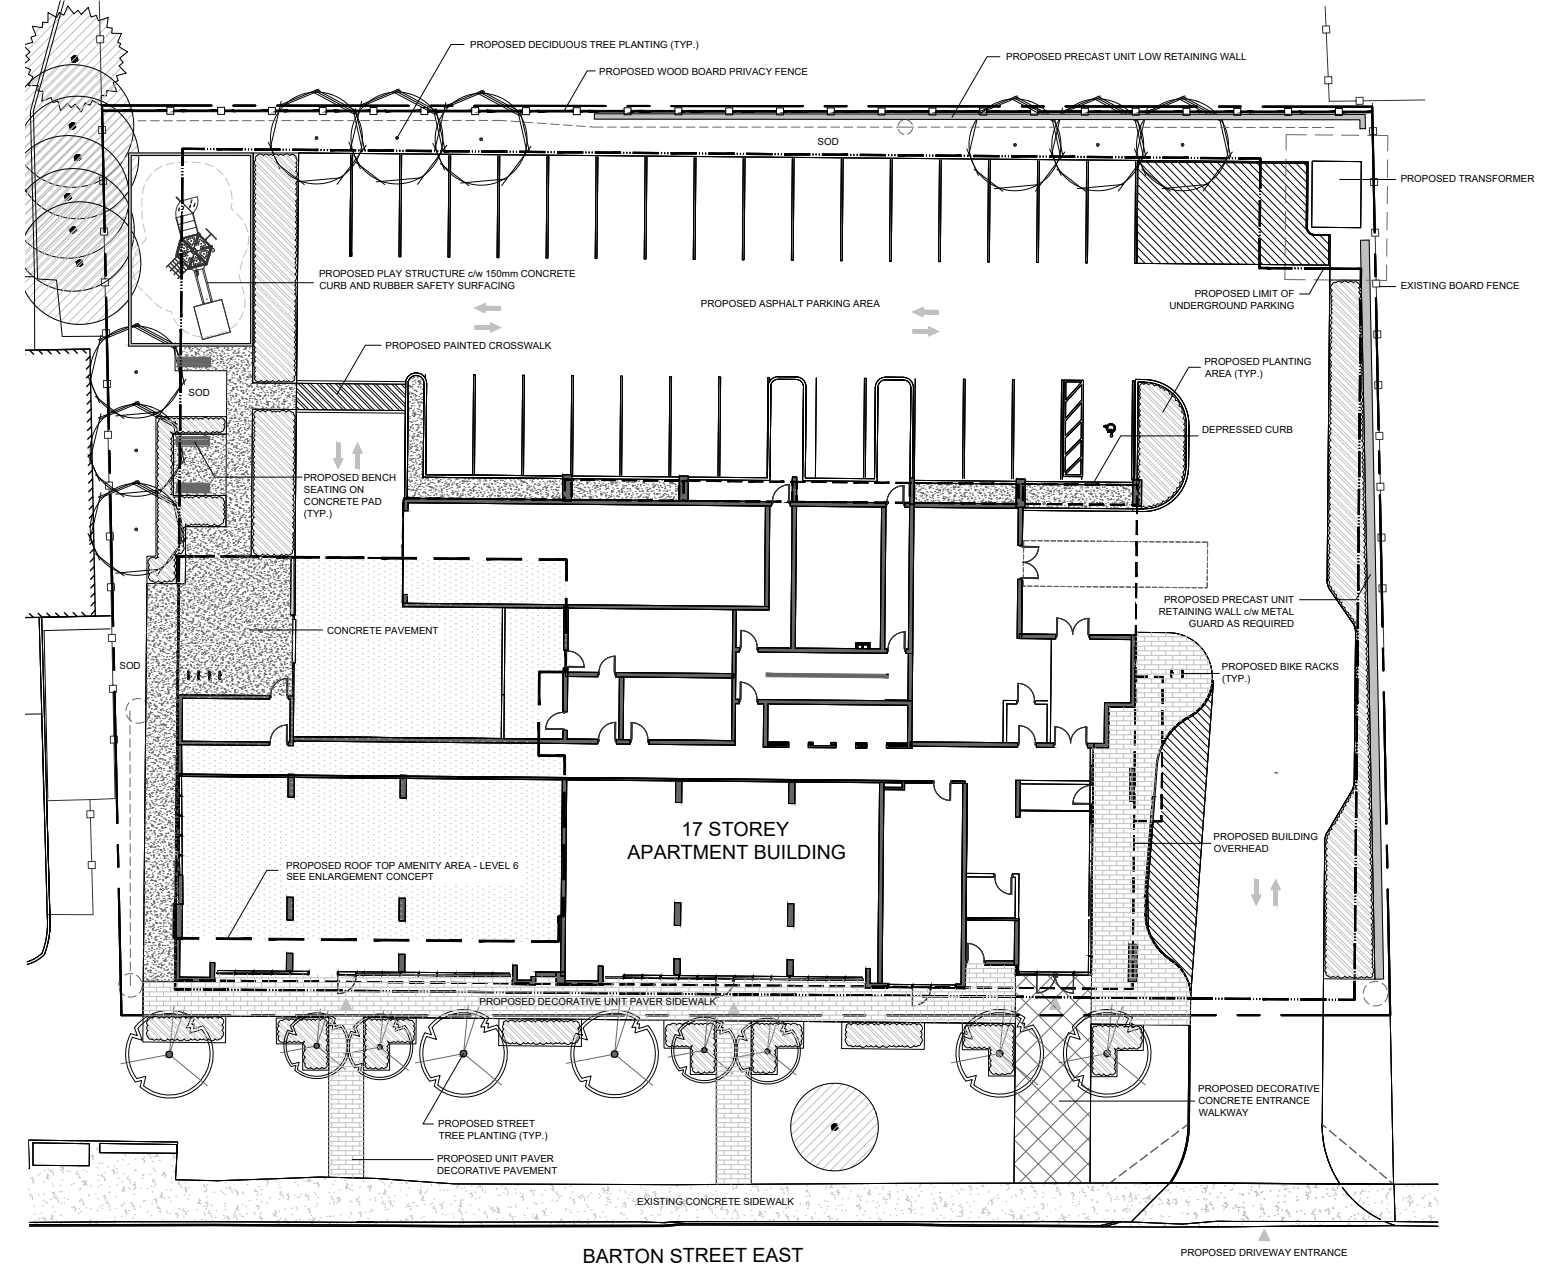 PROPOSED DECIDUOUS TREE PLANTING (TYP.)
PROPOSED WOOD BOARD PRIVACY FENCE
PROPOSED PRECAST UNIT LOW RETAINING WALL
SOD
PROPOSED TRANSFORMER
PROPOSED PLAY STRUCTURE c/w 150mm CONCRETE
CURB AND RUBBER SAFETY SURFACING
PROPOSED ASPHALT PARKING AREA
PROPOSED LIMIT OF
UNDERGROUND PARKING
EXISTING BOARD FENCE
PROPOSED PAINTED CROSSWALK
PROPOSED PLANTING
AREA (TYP.)
SOD
DEPRESSED CURB
PROPOSED BENCH
SEATING ON
CONCRETE PAD
(TYP.)
PROPOSED PRECAST UNIT
RETAINING WALL c/w METAL
GUARD AS REQUIRED
CONCRETE PAVEMENT
SOD
PROPOSED BIKE RACKS
(TYP.)
17 STOREY
APARTMENT BUILDING
PROPOSED BUILDING
OVERHEAD
PROPOSED ROOF TOP AMENITY AREA - LEVEL 6
SEE ENLARGEMENT CONCEPT
PROPOSED DECORATIVE UNIT PAVER SIDEWALK
PROPOSED DECORATIVE
CONCRETE ENTRANCE
WALKWAY
PROPOSED STREET
TREE PLANTING (TYP.)
PROPOSED UNIT PAVER
DECORATIVE PAVEMENT
EXISTING CONCRETE SIDEWALK
BARTON STREET EAST
PROPOSED DRIVEWAY ENTRANCE